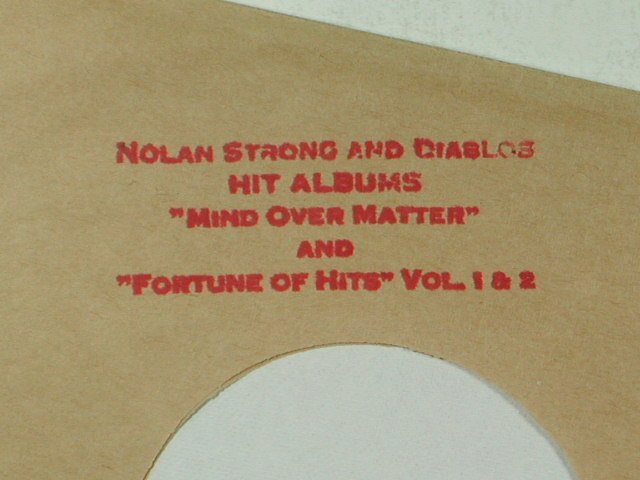 NOLAN STRONG AND DIABLOS
HIT ALBUMS
"MIND OVER MATTER"
AND
"FORTUNE OF HITS" VOL. 1 & 2